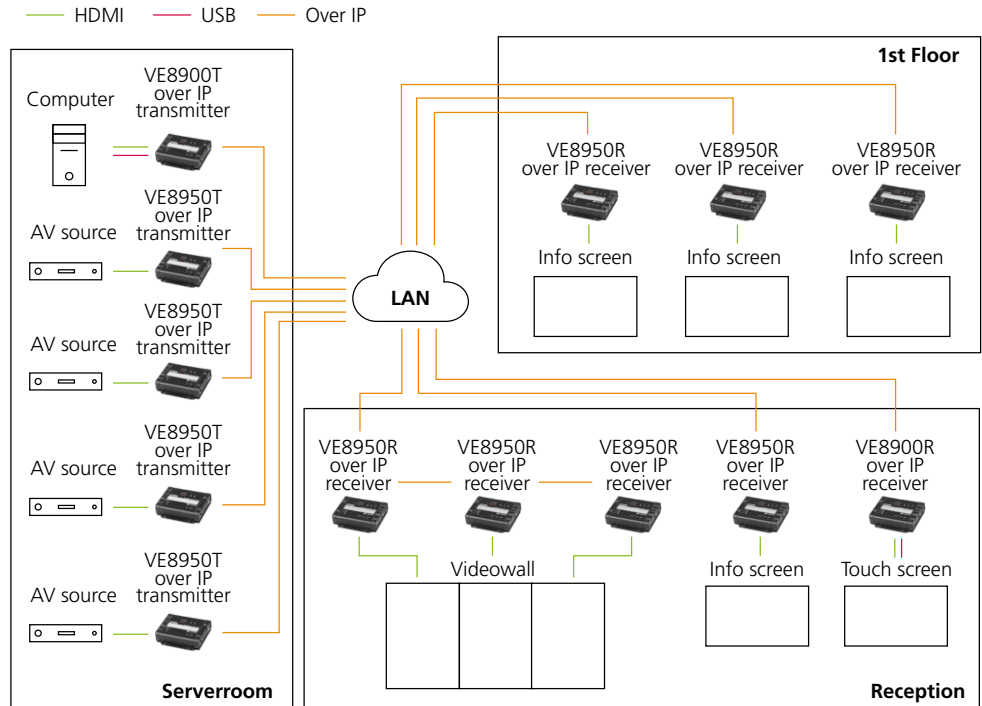 HDMI
USB
Over IP
VE8900T
over IP
transmitter
Computer
VE8950T
over IP
transmitter
AV source
VE8950T
over IP
transmitter
AV source
VE8950T
over IP
transmitter
AV source
VE8950T
over IP
transmitter
AV source
Serverroom
LAN
1st Floor
VE8950R
over IP receiver
VE8950R
over IP receiver
VE8950R
over IP receiver
Info screen
Info screen
Info screen
VE8950R
over IP
receiver
VE8950R
over IP
receiver
VE8950R
over IP
receiver
VE8950R
over IP
receiver
VE8900R
over IP
receiver
Videowall
Info screen
Touch screen
Reception